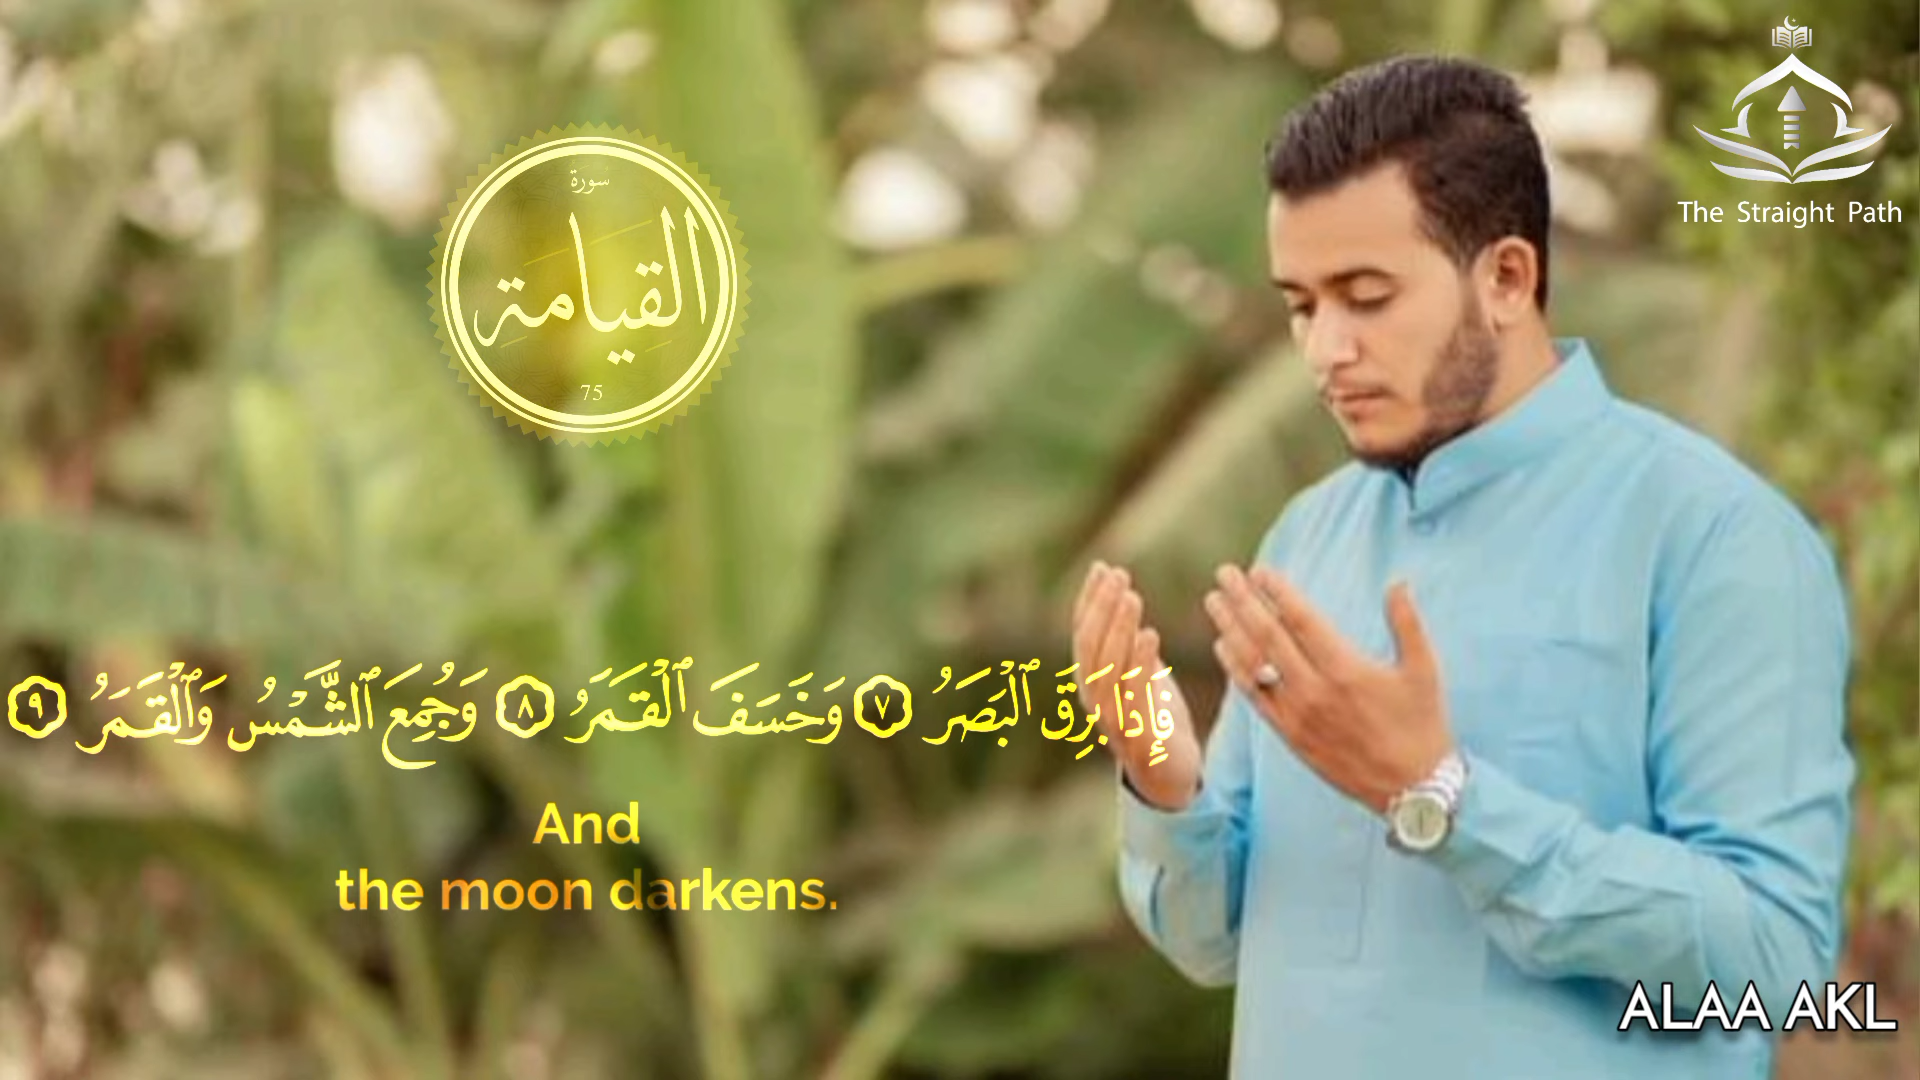 The Straight Path
سورة
القيامة
75
فَإِذَا بَرِقَ ٱلْبَصَرُ ٧ وَخَسَفَ ٱلْقَمَرُ ٨ وَجُمِعَ ٱلشَّمْسُ وَٱلْقَمَرُ ٩
And
the moon darkens.
ALAA AKL